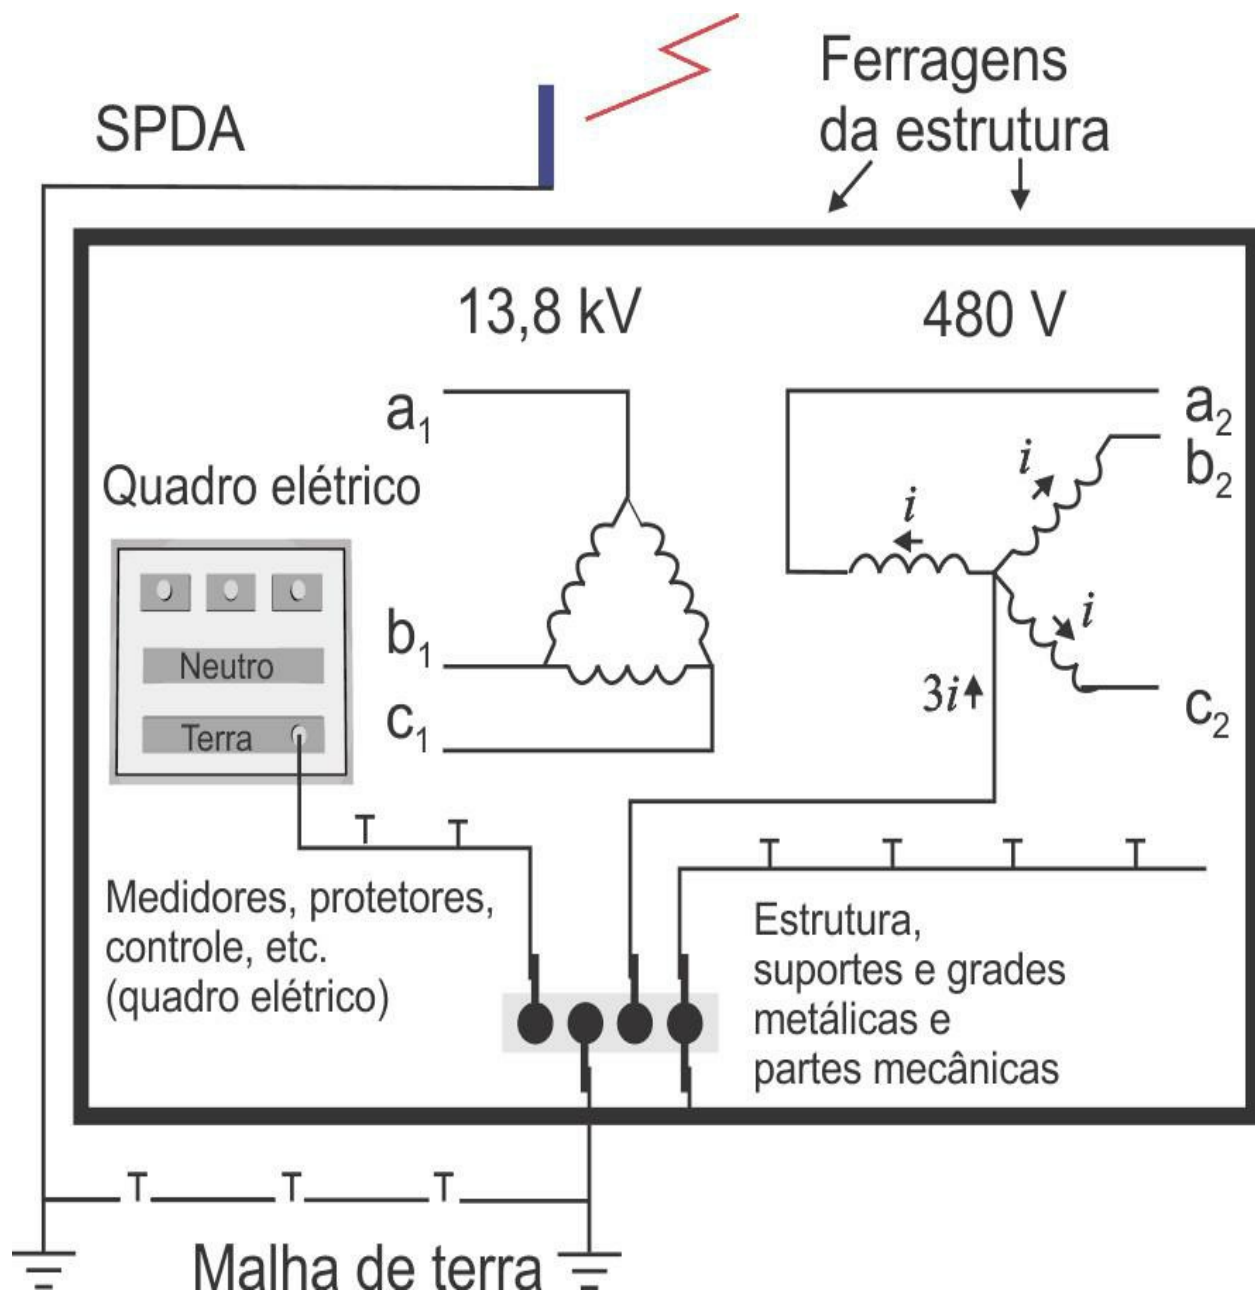 SPDA
Ferragens
da estrutura
13,8 kV
480 V
a₁
a₂
b₂
i
i
Quadro elétrico
b₁
i
Neutro
3i
c₁
c₂
Terra
T T
T T T T
Medidores, protetores,
controle, etc.
(quadro elétrico)
Estrutura,
suportes e grades
metálicas e
partes mecânicas
T T T
Malha de terra